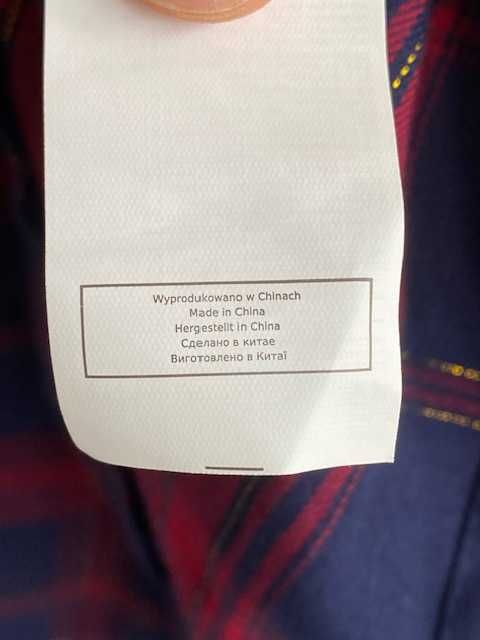 Wyprodukowano w Chinach
Made in China
Hergestellt in China
Сделано в китае
Виготовлено в Китаї